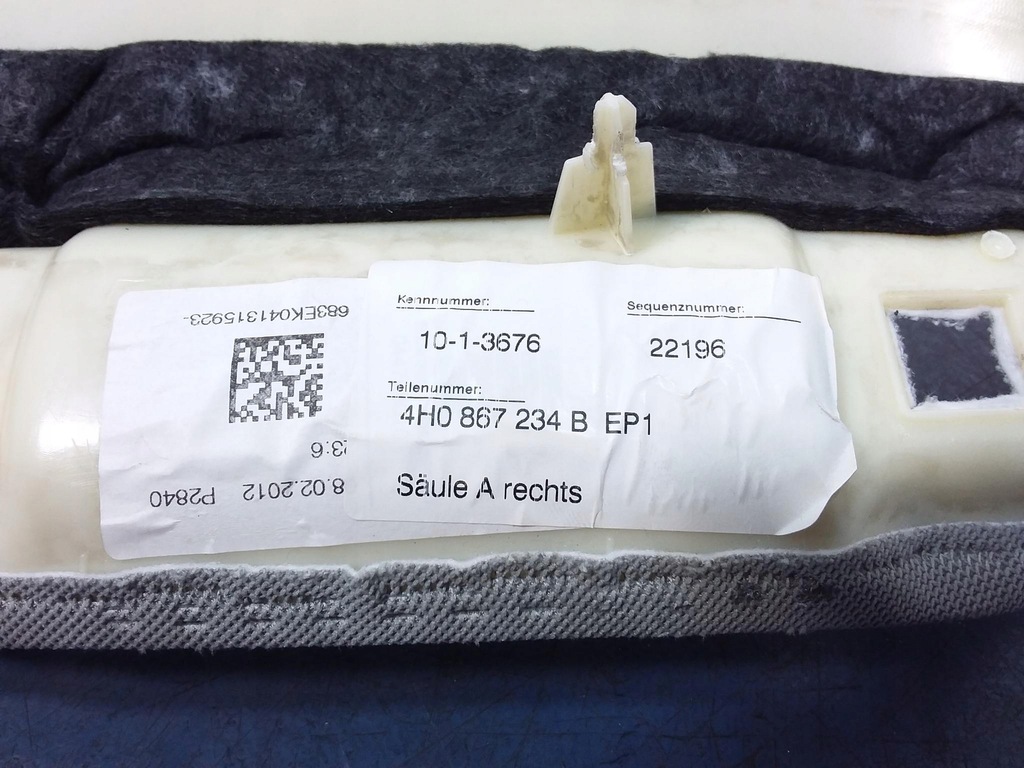 Kennnummer:
10-1-3676
Sequenznummer:
22196
Teilenummer:
4H0 867 234 B EP1
Säule A rechts
683EK041315923-
3:6
8.02.2012 P2840